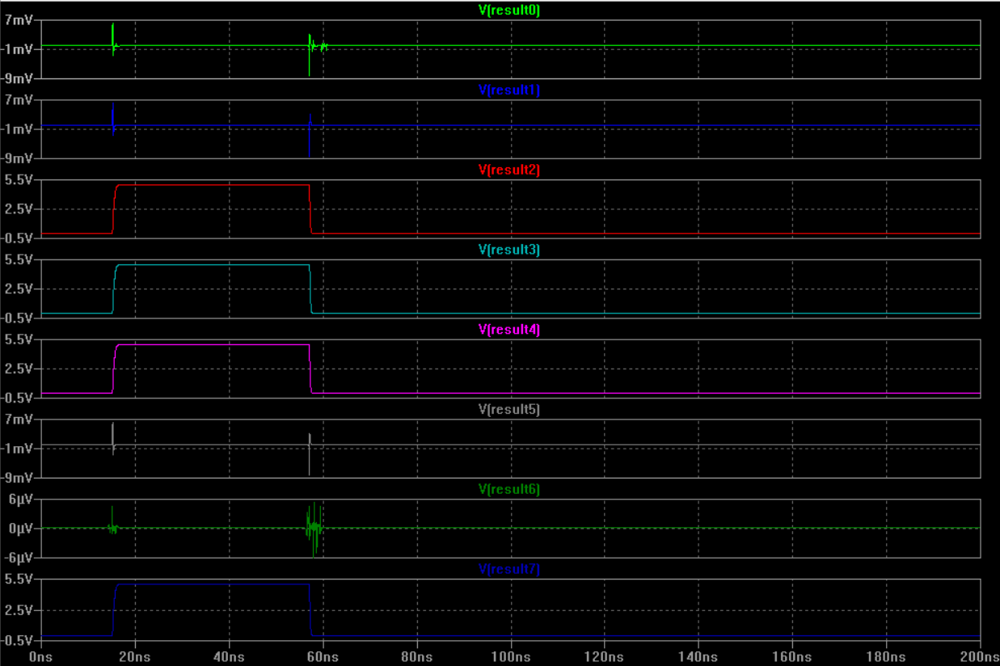 V(result0)
7mV
-1mV
-9mV
V(result1)
7mV
-1mV
-9mV
V(result2)
5.5V
2.5V
-0.5V
V(result3)
5.5V
2.5V
-0.5V
V(result4)
5.5V
2.5V
-0.5V
V(result5)
7mV
-1mV
-9mV
V(result6)
6µV
0µV
-6µV
V(result7)
5.5V
2.5V
-0.5V
0ns 20ns 40ns 60ns 80ns 100ns 120ns 140ns 160ns 180ns 200ns